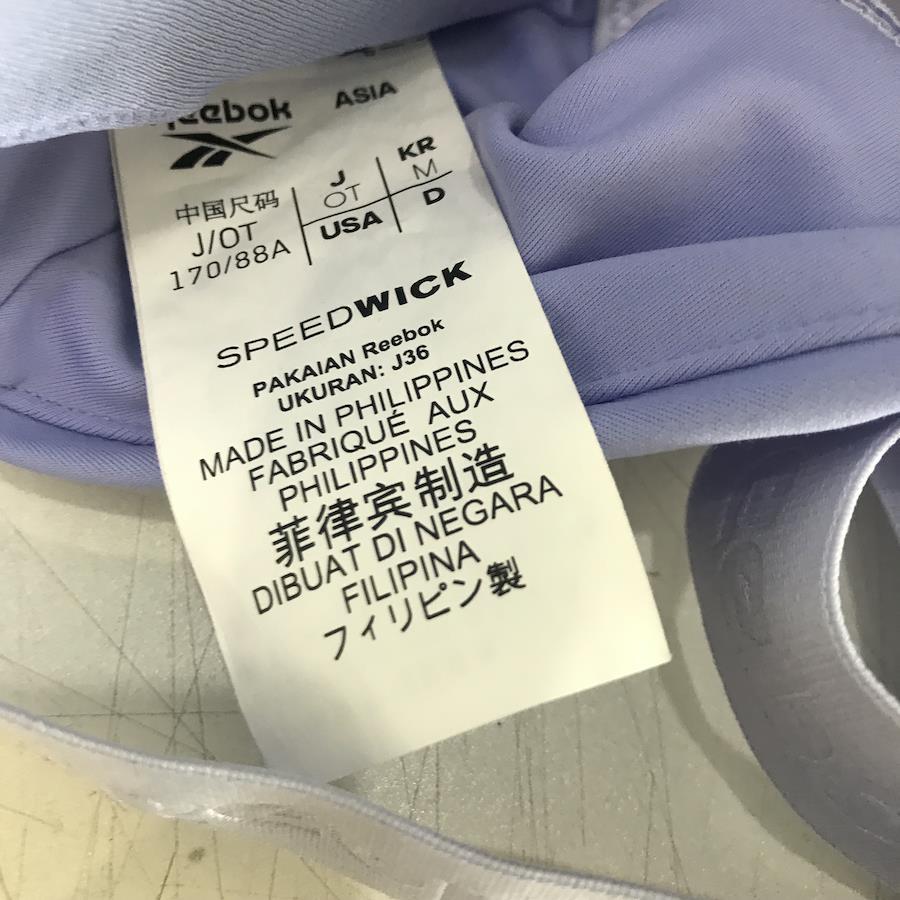 Reebok
ASIA
中国尺码
J/OT
170/88A
J
OT
USA
KR
M
D
SPEEDWICK
PAKAIAN Reebok
UKURAN: J36
MADE IN PHILIPPINES
FABRIQUÉ AUX
PHILIPPINES
菲律宾制造
DIBUAT DI NEGARA
FILIPINA
フィリピン製